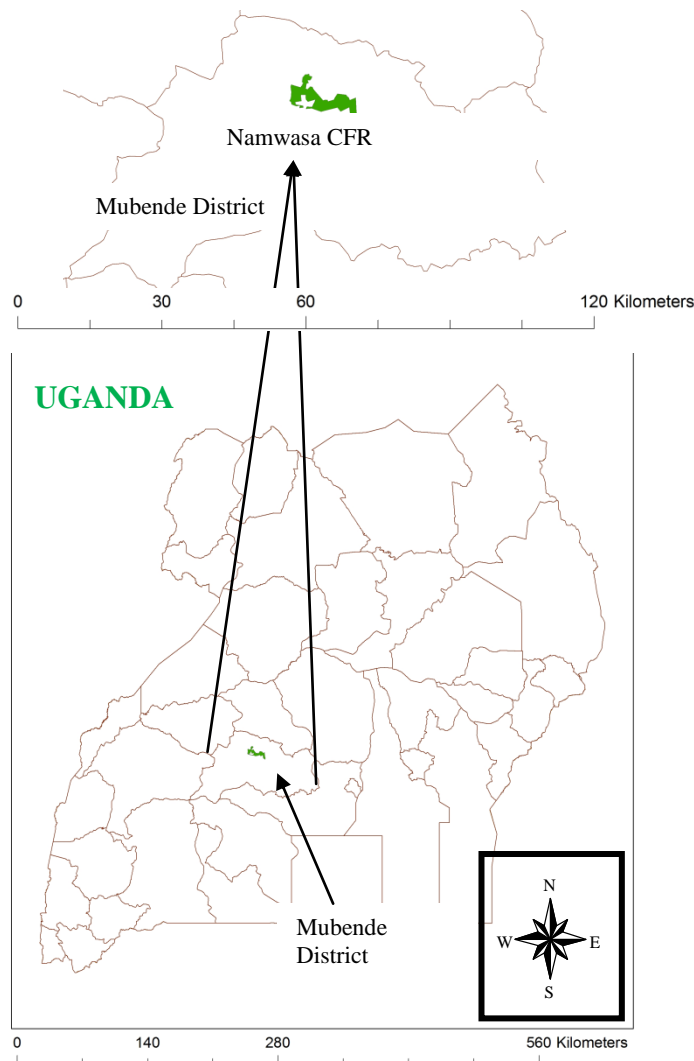 Namwasa CFR
Mubende District
0 30 60 120 Kilometers
UGANDA
N
W E
S
Mubende
District
0 140 280 560 Kilometers